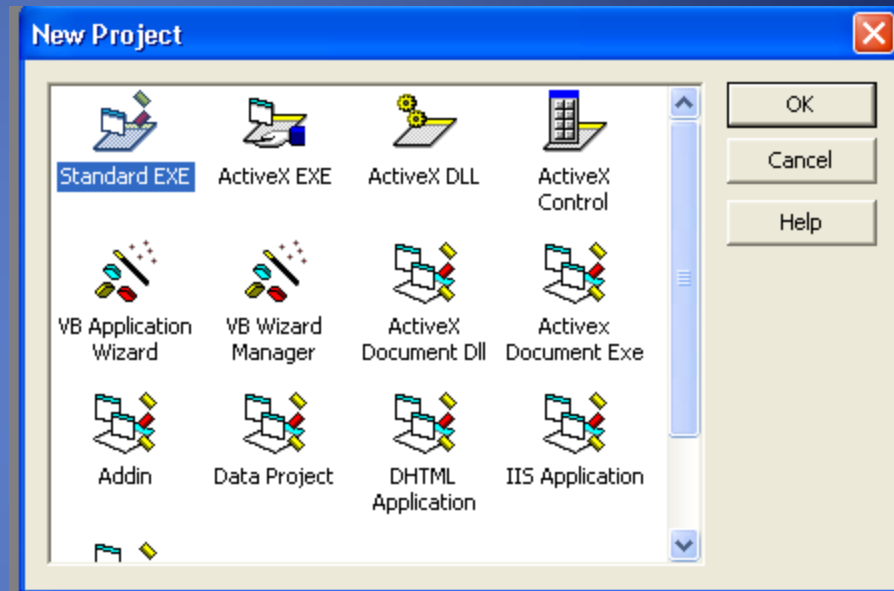 New Project
OK
Cancel
Help
Standard EXE
ActiveX EXE
ActiveX DLL
ActiveX
Control
VB Application
Wizard
VB Wizard
Manager
ActiveX
Document Dll
Activex
Document Exe
Addin
Data Project
DHTML
Application
IIS Application